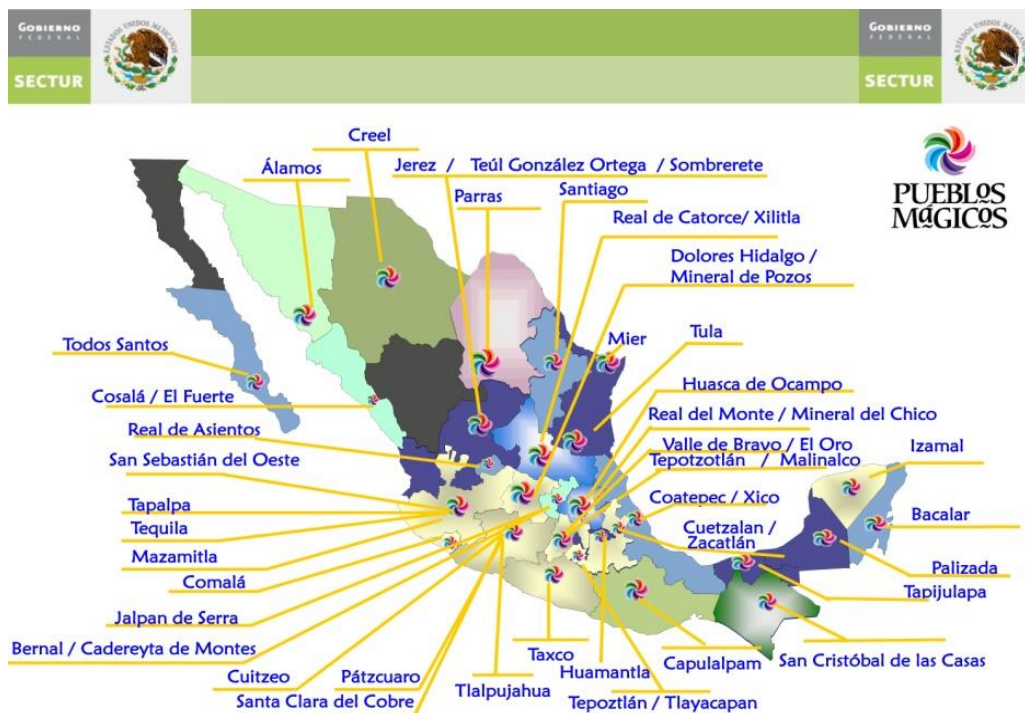 GOBIERNO
FEDERAL
SECTUR
ESTADOS UNIDOS MEXICANOS
GOBIERNO
FEDERAL
SECTUR
PUEBLOS
MÁGICOS
Creel
Álamos
Jerez / Teúl González Ortega / Sombrerete
Parras
Santiago
Real de Catorce/ Xilitla
Dolores Hidalgo /
Mineral de Pozos
Mier
Tula
Todos Santos
Huasca de Ocampo
Cosalá / El Fuerte
Real del Monte / Mineral del Chico
Real de Asientos
Valle de Bravo / El Oro
Izamal
San Sebastián del Oeste
Tepotzotlán / Malinalco
Tapalpa
Coatepec / Xico
Tequila
Cuetzalan /
Zacatlán
Bacalar
Mazamitla
Palizada
Comalá
Tapijulapa
Jalpan de Serra
Bernal / Cadereyta de Montes
Taxco
Capulalpam
San Cristóbal de las Casas
Cuitzeo
Pátzcuaro
Tlalpujahua
Huamantla
Santa Clara del Cobre
Tepoztlán / Tlayacapan